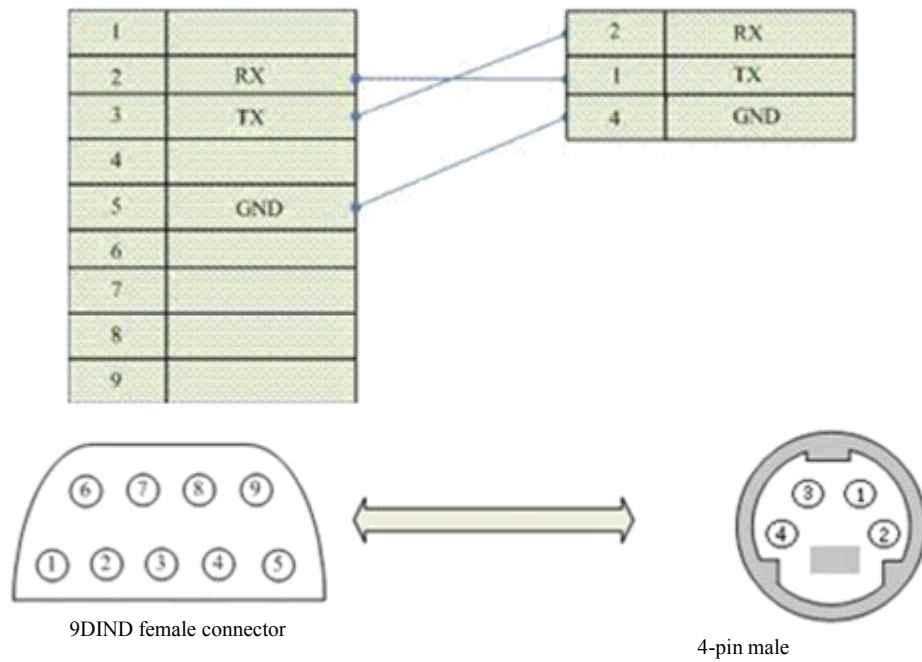 1
2 RX
3 TX
4
5 GND
6
7
8
9
2 RX
1 TX
4 GND
6 7 8 9
1 2 3 4 5
9DIND female connector
3 1
4 2
4-pin male